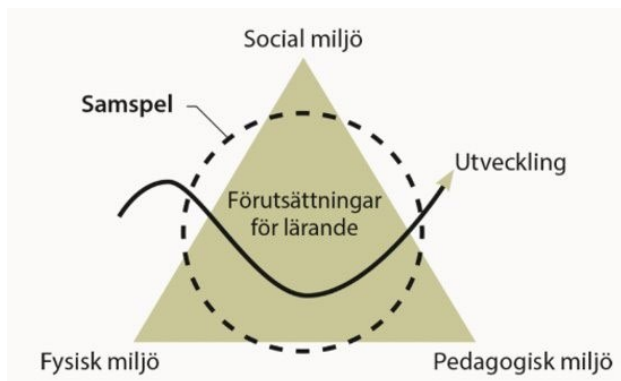 Social miljö
Samspel
Utveckling
Förutsättningar
för lärande
Fysisk miljö
Pedagogisk miljö